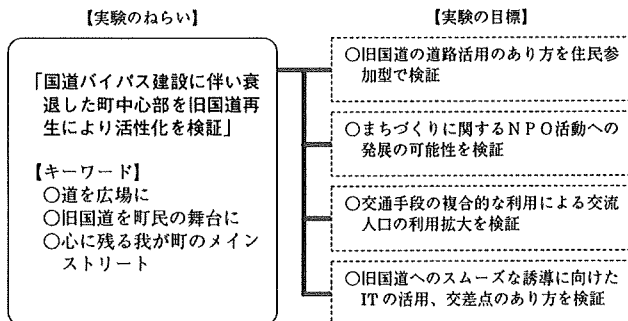 【実験のねらい】
「国道バイパス建設に伴い衰
退した町中心部を旧国道再
生により活性化を検証」
【キーワード】
○道を広場に
○旧国道を町民の舞台に
○心に残る我が町のメイン
ストリート
【実験の目標】
○旧国道の道路活用のあり方を住民参
加型で検証
○まちづくりに関するNPO活動への
発展の可能性を検証
○交通手段の複合的な利用による交流
人口の利用拡大を検証
○旧国道へのスムーズな誘導に向けた
ITの活用、交差点のあり方を検証